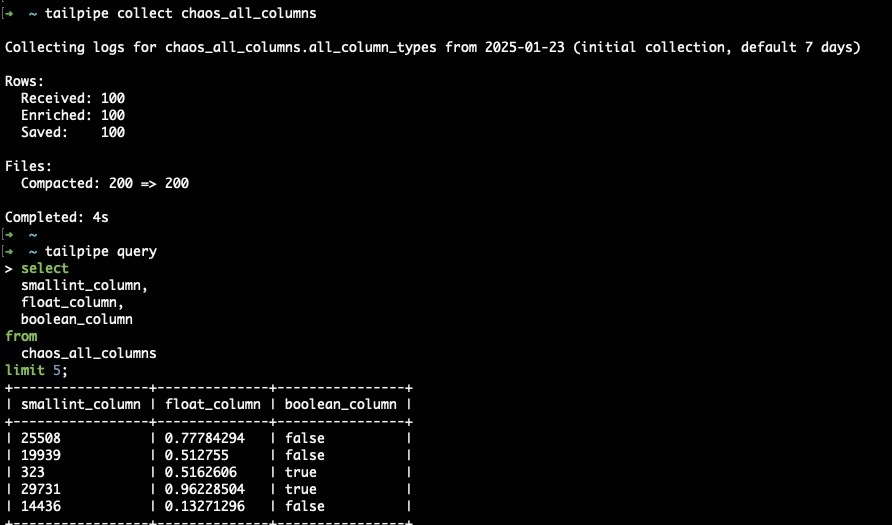 → ~ tailpipe collect chaos_all_columns
Collecting logs for chaos_all_columns.all_column_types from 2025-01-23 (initial collection, default 7 days)
Rows:
Received: 100
Enriched: 100
Saved: 100
Files:
Compacted: 200 => 200
Completed: 4s
→ ~
→ ~ tailpipe query
> select
smallint_column,
float_column,
boolean_column
from
chaos_all_columns
limit 5;
+-----------------+--------------+----------------+
| smallint_column | float_column | boolean_column |
+-----------------+--------------+----------------+
| 25508 | 0.77784294 | false |
| 19939 | 0.512755 | false |
| 323 | 0.5162606 | true |
| 29731 | 0.96228504 | true |
| 14436 | 0.13271296 | false |
+-----------------+--------------+----------------+